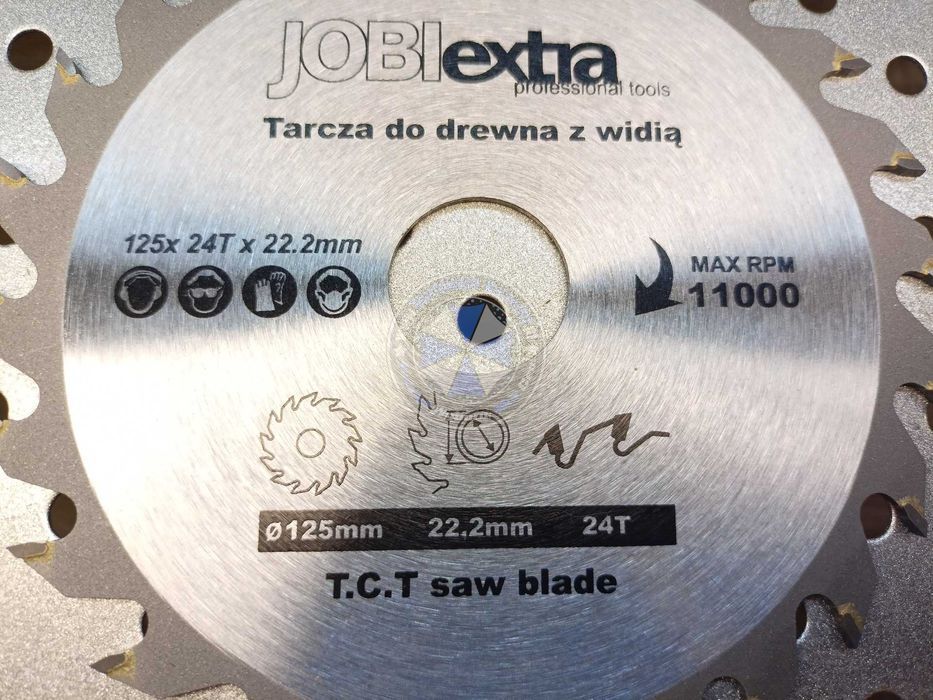 JOBIextra
professional tools
Tarcza do drewna z widią
125x 24T x 22.2mm
MAX RPM
11000
Ø125mm 22,2mm 24T
T.C.T saw blade